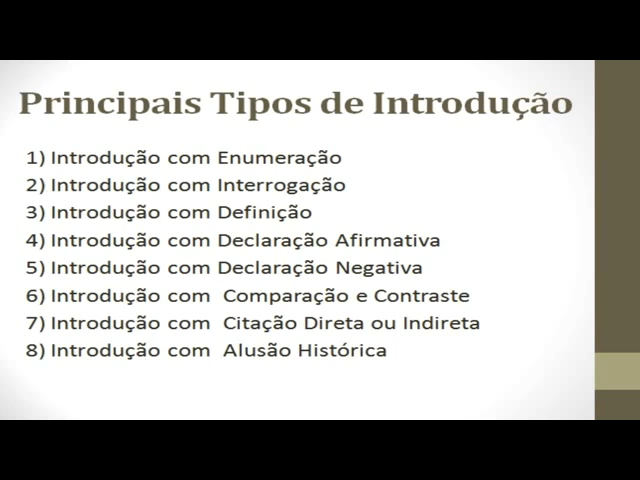 Principais Tipos de Introdução
1) Introdução com Enumeração
2) Introdução com Interrogação
3) Introdução com Definição
4) Introdução com Declaração Afirmativa
5) Introdução com Declaração Negativa
6) Introdução com  Comparação e Contraste
7) Introdução com  Citação Direta ou Indireta
8) Introdução com  Alusão Histórica